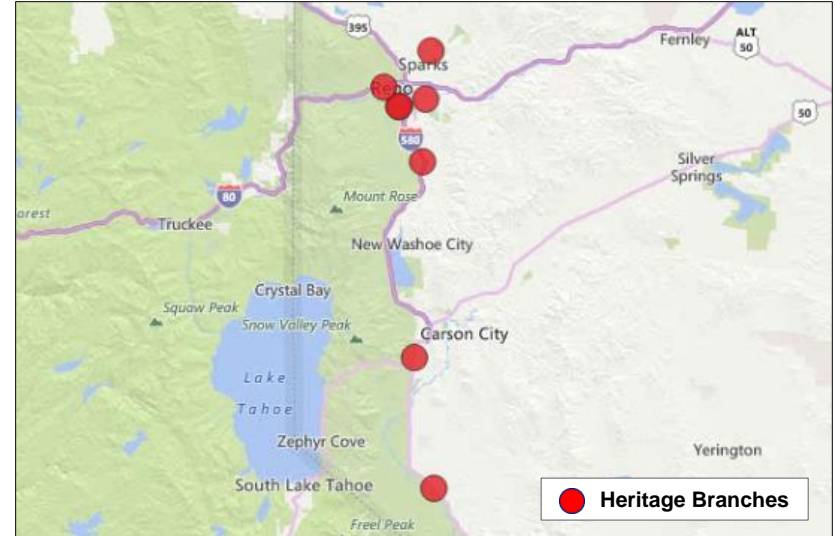 395
Fernley
ALT
50
Sparks
Reno
50
580
Silver
Springs
80
Mount Rose
orest
Truckee
New Washoe City
Crystal Bay
Squaw Peak
Snow Valley Peak
Carson City
Lake
Tahoe
Zephyr Cove
Yerington
South Lake Tahoe
Heritage Branches
Freel Peak